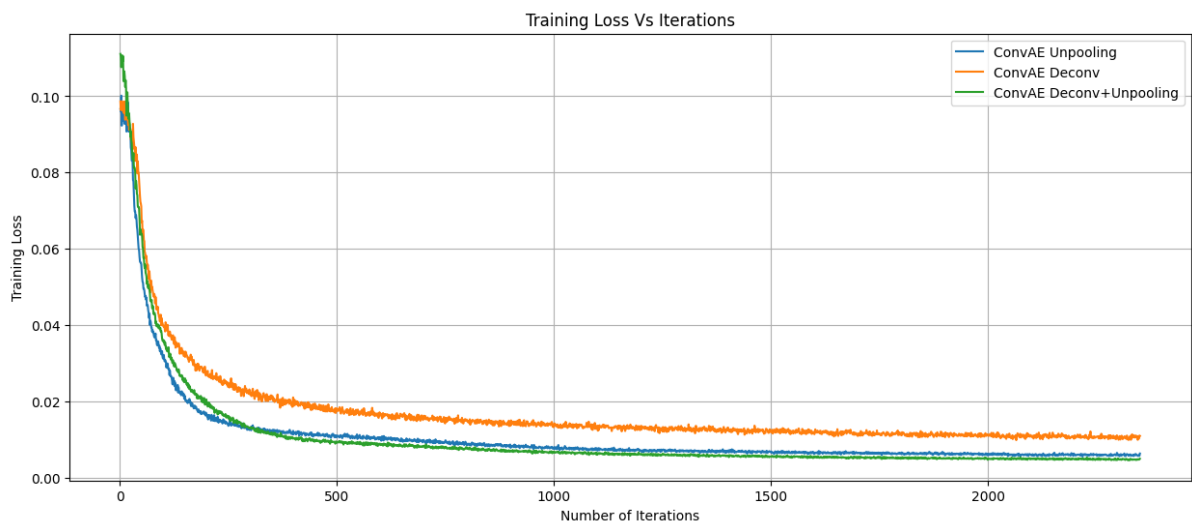 Training Loss Vs Iterations
ConvAE Unpooling
ConvAE Deconv
ConvAE Deconv+Unpooling
Training Loss
0.10
0.08
0.06
0.04
0.02
0.00
0
500
1000
1500
2000
Number of Iterations